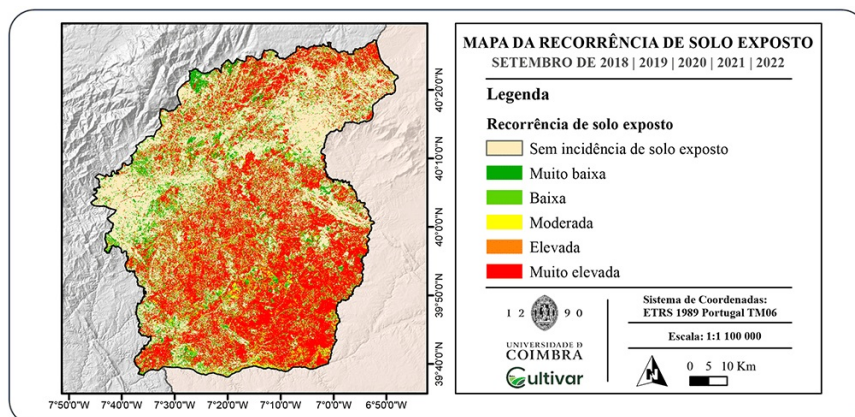 MAPA DA RECORRÊNCIA DE SOLO EXPOSTO
SETEMBRO DE 2018 | 2019 | 2020 | 2021 | 2022
Legenda
Recorrência de solo exposto
Sem incidência de solo exposto
Muito baixa
Baixa
Moderada
Elevada
Muito elevada
12 90
UNIVERSIDADE D
COIMBRA
Cultivar
Sistema de Coordenadas:
ETRS 1989 Portugal TM06
Escala: 1:1 100 000
N
0 5 10 Km
40°20'0"N
40°10'0"N
40°0'0"N
39°50'0"N
39°40'0"N
7°50'0"W 7°40'0"W 7°30'0"W 7°20'0"W 7°10'0"W 7°0'0"W 6°50'0"W